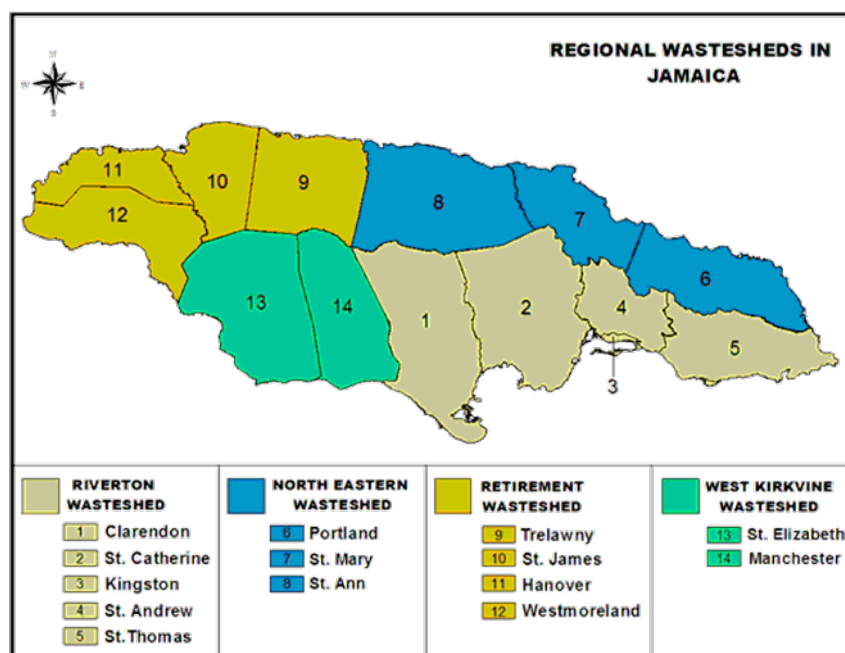 REGIONAL WASTESHEDS IN
JAMAICA
N
W E
S
11
10
9
12
8
7
6
13
14
1
2
4
5
3
RIVERTON
WASTESHED
1 Clarendon
2 St. Catherine
3 Kingston
4 St. Andrew
5 St.Thomas
NORTH EASTERN
WASTESHED
6 Portland
7 St. Mary
8 St. Ann
RETIREMENT
WASTESHED
9 Trelawny
10 St. James
11 Hanover
12 Westmoreland
WEST KIRKVINE
WASTESHED
13 St. Elizabeth
14 Manchester